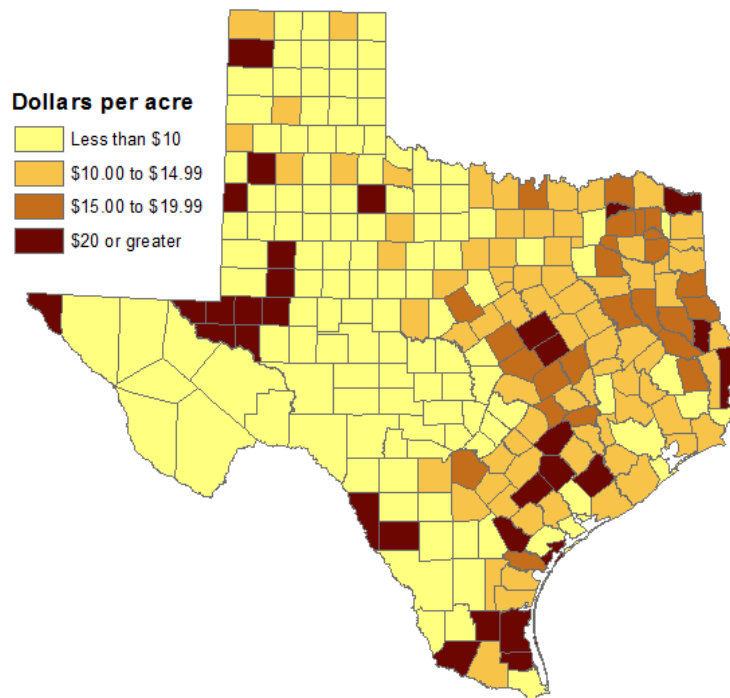 Dollars per acre
Less than $10
$10.00 to $14.99
$15.00 to $19.99
$20 or greater